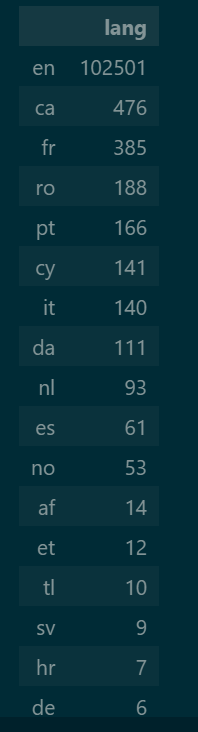 lang
en 102501
ca 476
fr 385
ro 188
pt 166
cy 141
it 140
da 111
nl 93
es 61
no 53
af 14
et 12
tl 10
sv 9
hr 7
de 6